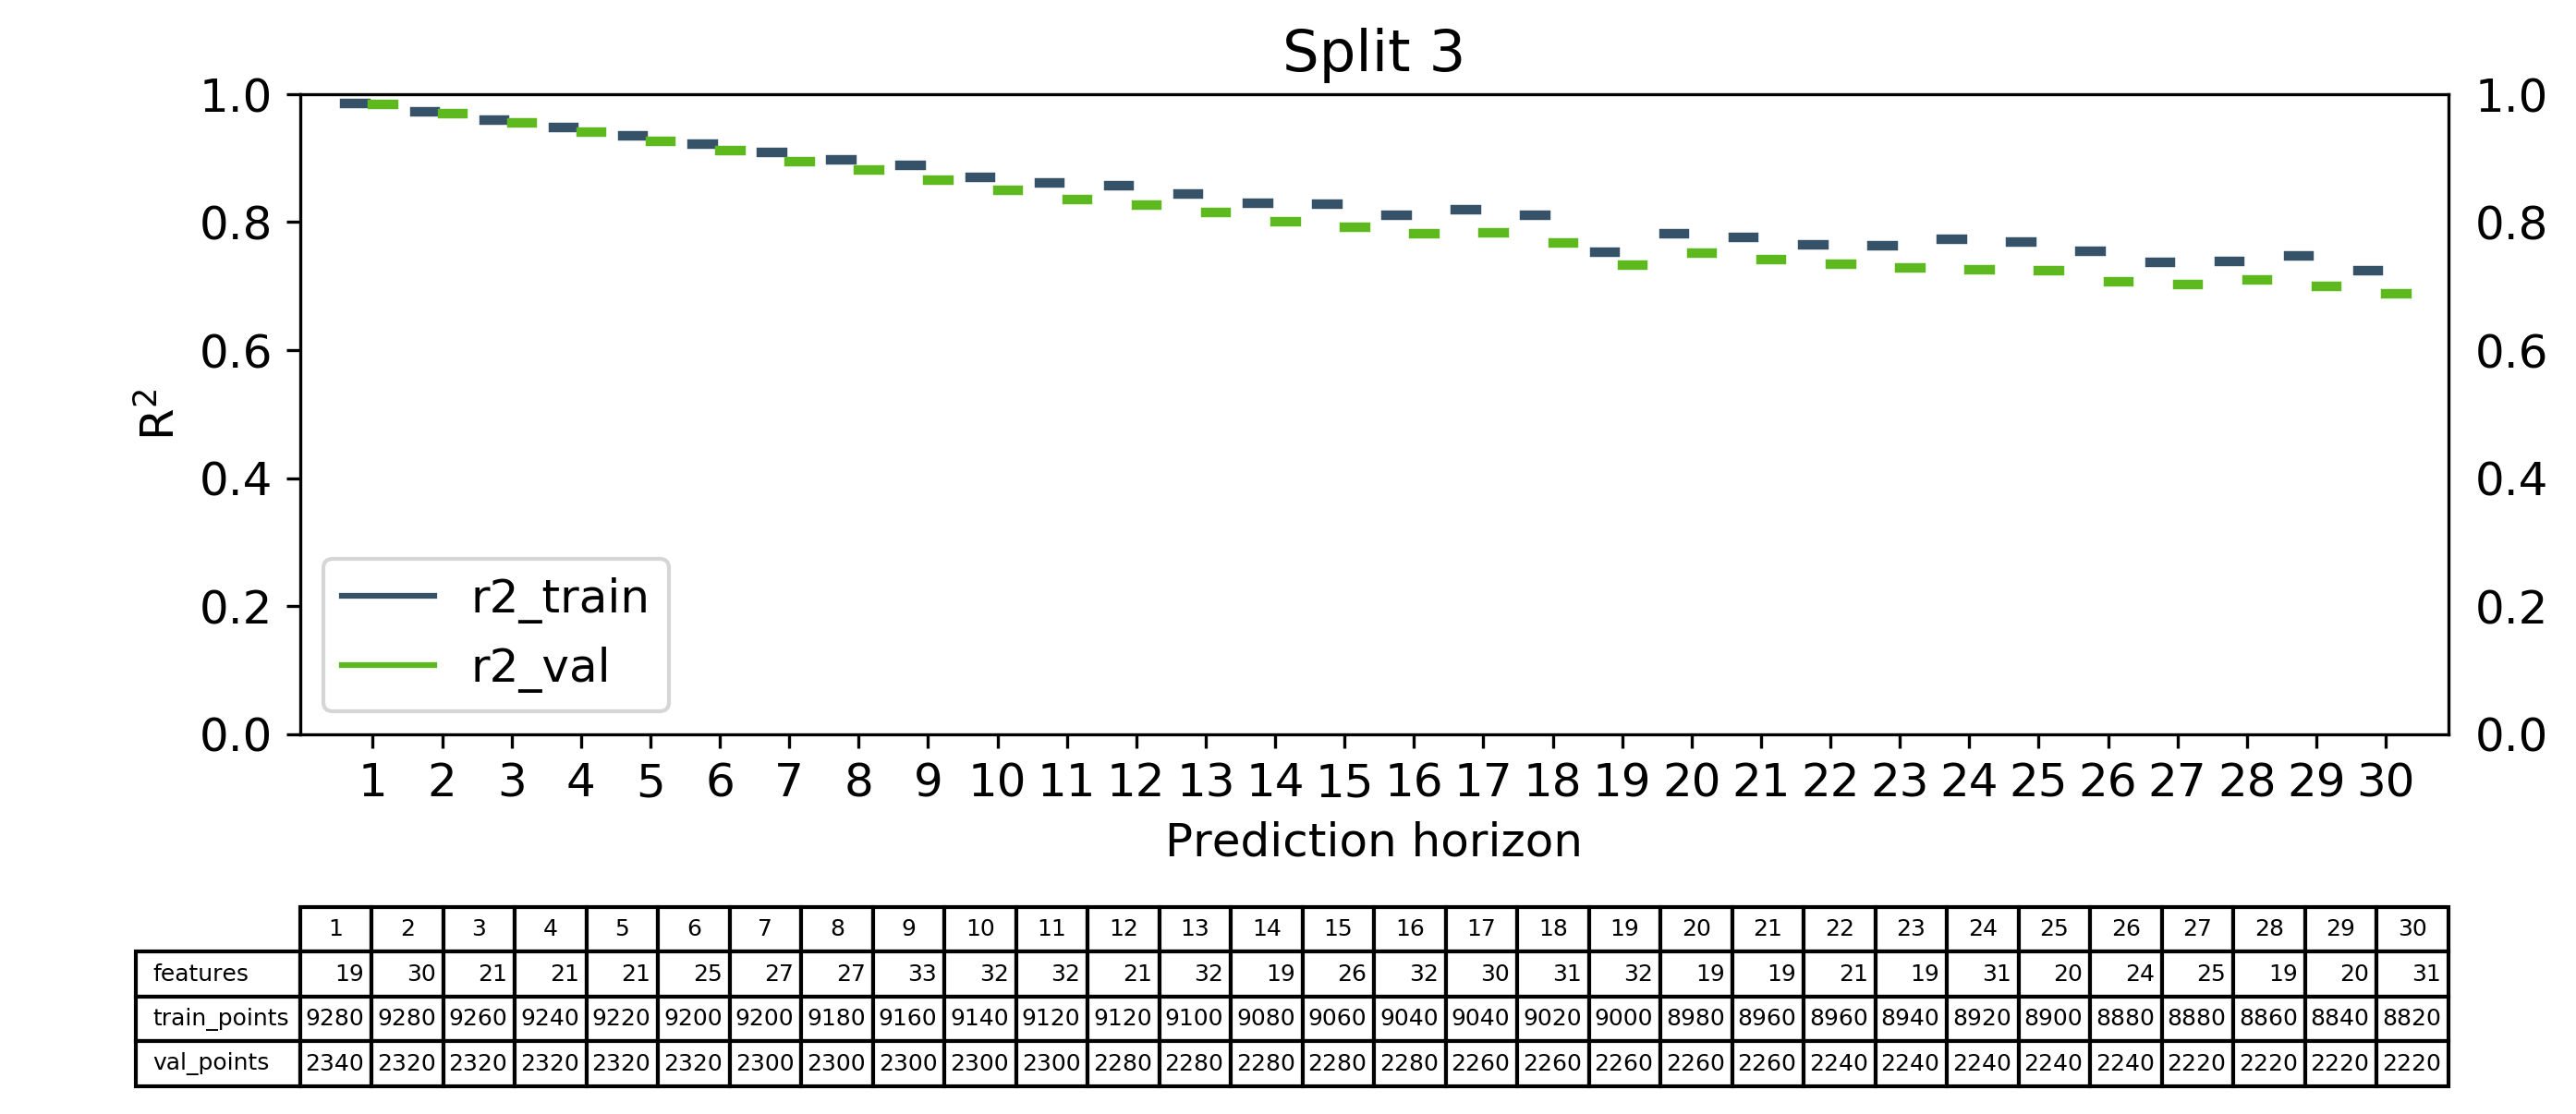 Split 3
1.0 1.0
0.8 0.8
0.6 0.6
R²
0.4 0.4
0.2 0.2
0.0 0.0
r2_train
r2_val
1 2 3 4 5 6 7 8 9 10 11 12 13 14 15 16 17 18 19 20 21 22 23 24 25 26 27 28 29 30
Prediction horizon
1 2 3 4 5 6 7 8 9 10 11 12 13 14 15 16 17 18 19 20 21 22 23 24 25 26 27 28 29 30
features 19 30 21 21 21 25 27 27 33 32 32 21 32 19 26 32 30 31 32 19 19 21 19 31 20 24 25 19 20 31
train_points 9280 9280 9260 9240 9220 9200 9200 9180 9160 9140 9120 9120 9100 9080 9060 9040 9040 9020 9000 8980 8960 8960 8940 8920 8900 8880 8880 8860 8840 8820
val_points 2340 2320 2320 2320 2320 2320 2300 2300 2300 2300 2300 2280 2280 2280 2280 2280 2260 2260 2260 2260 2260 2240 2240 2240 2240 2240 2220 2220 2220 2220